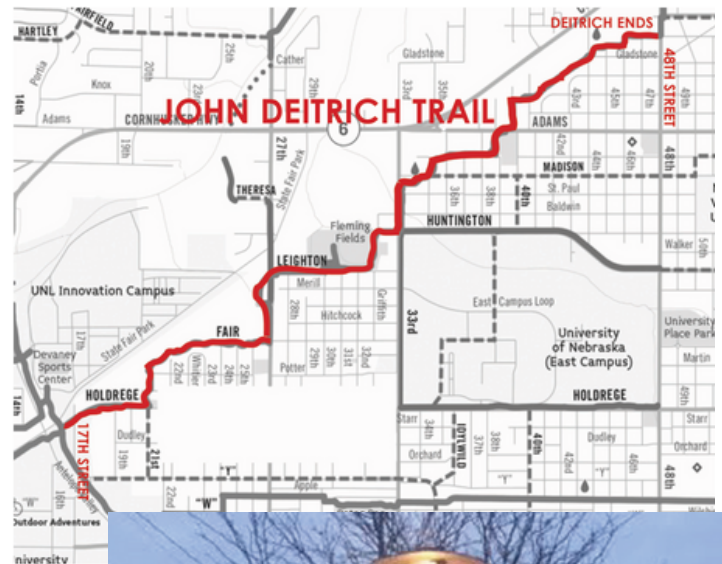 FAIRFIELD
HARTLEY
DEITRICH ENDS
25th
Cather
Gladstone
Gladstone
Portia
20th
23rd
29th
33rd
35th
14th
Knox
43rd
45th
47th
49th
48TH STREET
JOHN DEITRICH TRAIL
Adams
CORNHUSKER HWY
6
ADAMS
19th
27th
State Fair Park
42nd
44th
46th
48th
MADISON
THERESA
36th
38th
40th
St. Paul
Baldwin
Fleming
Fields
HUNTINGTON
LEIGHTON
Walker
50th
Merrill
UNL Innovation Campus
28th
Hitchcock
Griffith
East Campus Loop
17th
State Fair Park
FAIR
33rd
University
of Nebraska
(East Campus)
University
Place Park
Devaney
Sports
Center
22nd
Whittier
23rd
24th
25th
Potter
29th
30th
31st
32nd
Martin
HOLDREGE
HOLDREGE
49th
14th
17TH STREET
Dudley
19th
21st
Starr
34th
Orchard
IDYLWILD
37th
38th
40th
Dudley
42nd
"Y"
46th
Starr
Orchard
48th
"Y"
"Y"
Antelope Valley
16th
"W"
22nd
Apple
"W"
Outdoor Adventures
niversity